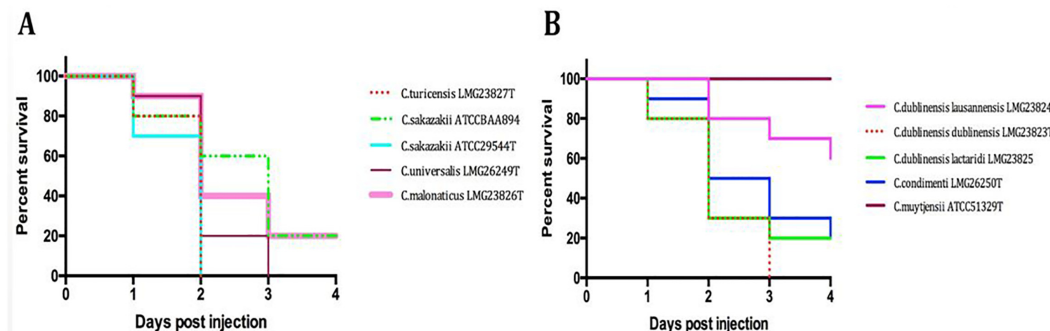 A
Percent survival
100
80
60
40
20
0
0 1 2 3 4
Days post injection
C.turicensis LMG23827T
C.sakazakii ATCCBAA894
C.sakazakii ATCC29544T
C.universalis LMG26249T
C.malonaticus LMG23826T
B
Percent survival
100
80
60
40
20
0
0 1 2 3 4
Days post injection
C.dublinensis lausannensis LMG23824
C.dublinensis dublinensis LMG23823T
C.dublinensis lactaridi LMG23825
C.condimenti LMG26250T
C.muytjensii ATCC51329T